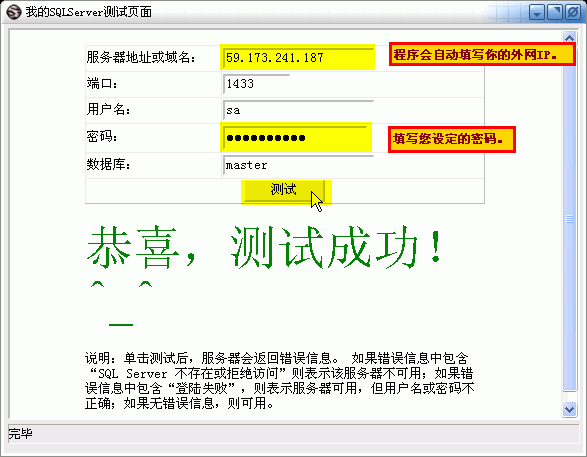 我的SQLServer测试页面
服务器地址或域名: 59.173.241.187 程序会自动填写你的外网IP。
端口: 1433
用户名: sa
密码: ●●●●●●●●●● 填写您设定的密码。
数据库: master
测试
恭喜，测试成功！
^_^
说明：单击测试后，服务器会返回错误信息。 如果错误信息中包含
“SQL Server 不存在或拒绝访问”则表示该服务器不可用；如果错
误信息中包含“登陆失败”，则表示服务器可用，但用户名或密码不
正确；如果无错误信息，则可用。
完毕